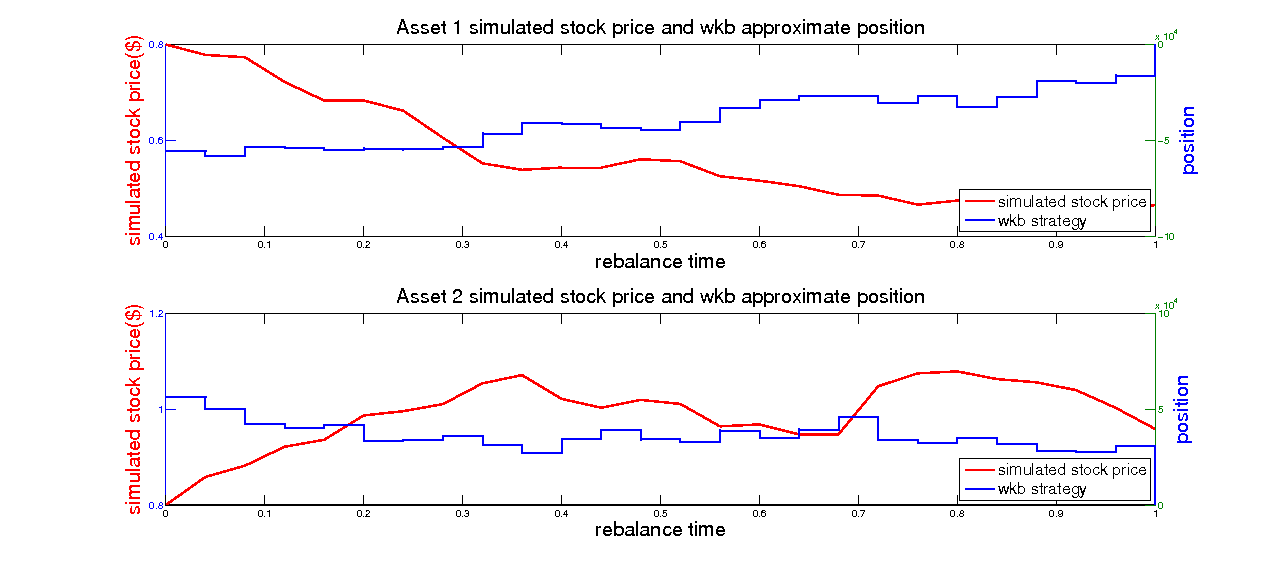 Asset 1 simulated stock price and wkb approximate position
x 10^4
simulated stock price($)
0.8
0.6
0.4
0
-5
-10
position
simulated stock price
wkb strategy
0 0.1 0.2 0.3 0.4 0.5 0.6 0.7 0.8 0.9 1
rebalance time
Asset 2 simulated stock price and wkb approximate position
x 10^4
simulated stock price($)
1.2
1
0.8
10
5
0
position
simulated stock price
wkb strategy
0 0.1 0.2 0.3 0.4 0.5 0.6 0.7 0.8 0.9 1
rebalance time